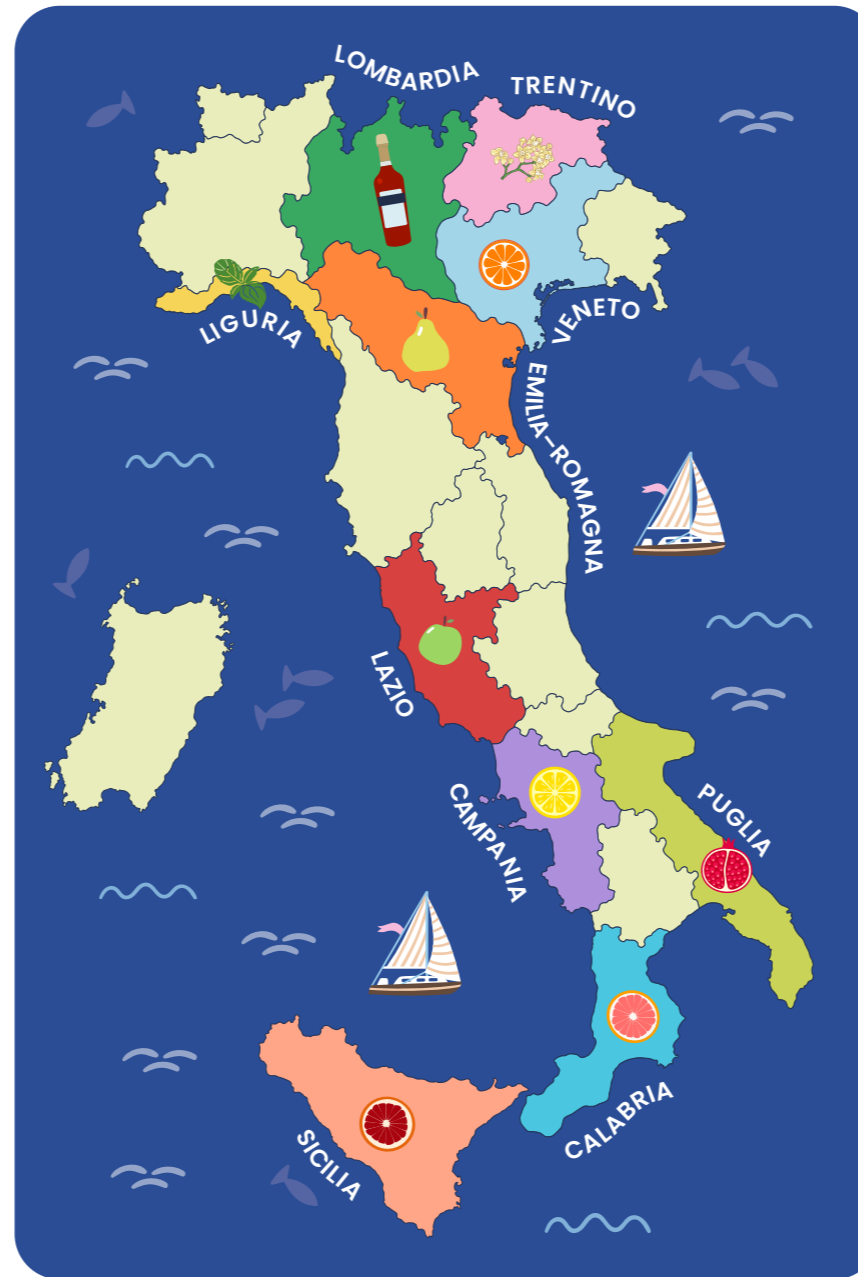 LOMBARDIA
TRENTINO
LIGURIA
VENETO
EMILIA–ROMAGNA
LAZIO
CAMPANIA
PUGLIA
CALABRIA
SICILIA